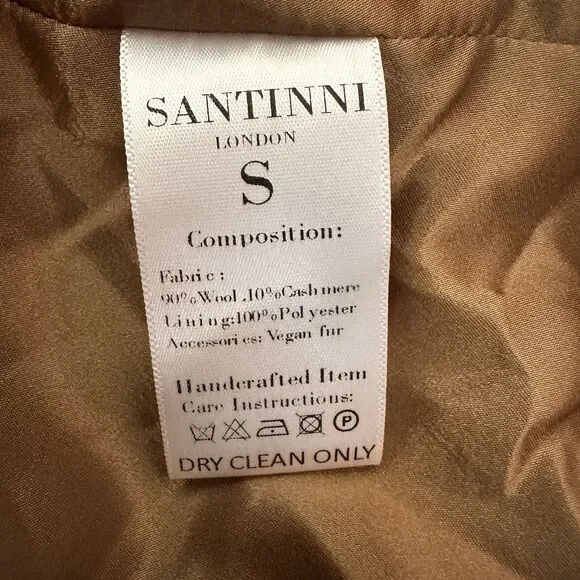 SANTINNI
LONDON
S
Composition:
Fabric:
90%Wool .10%Cashmere
Lining:100%Polyester
Accessories: Vegan fur
Handcrafted Item
Care Instructions:
P
DRY CLEAN ONLY